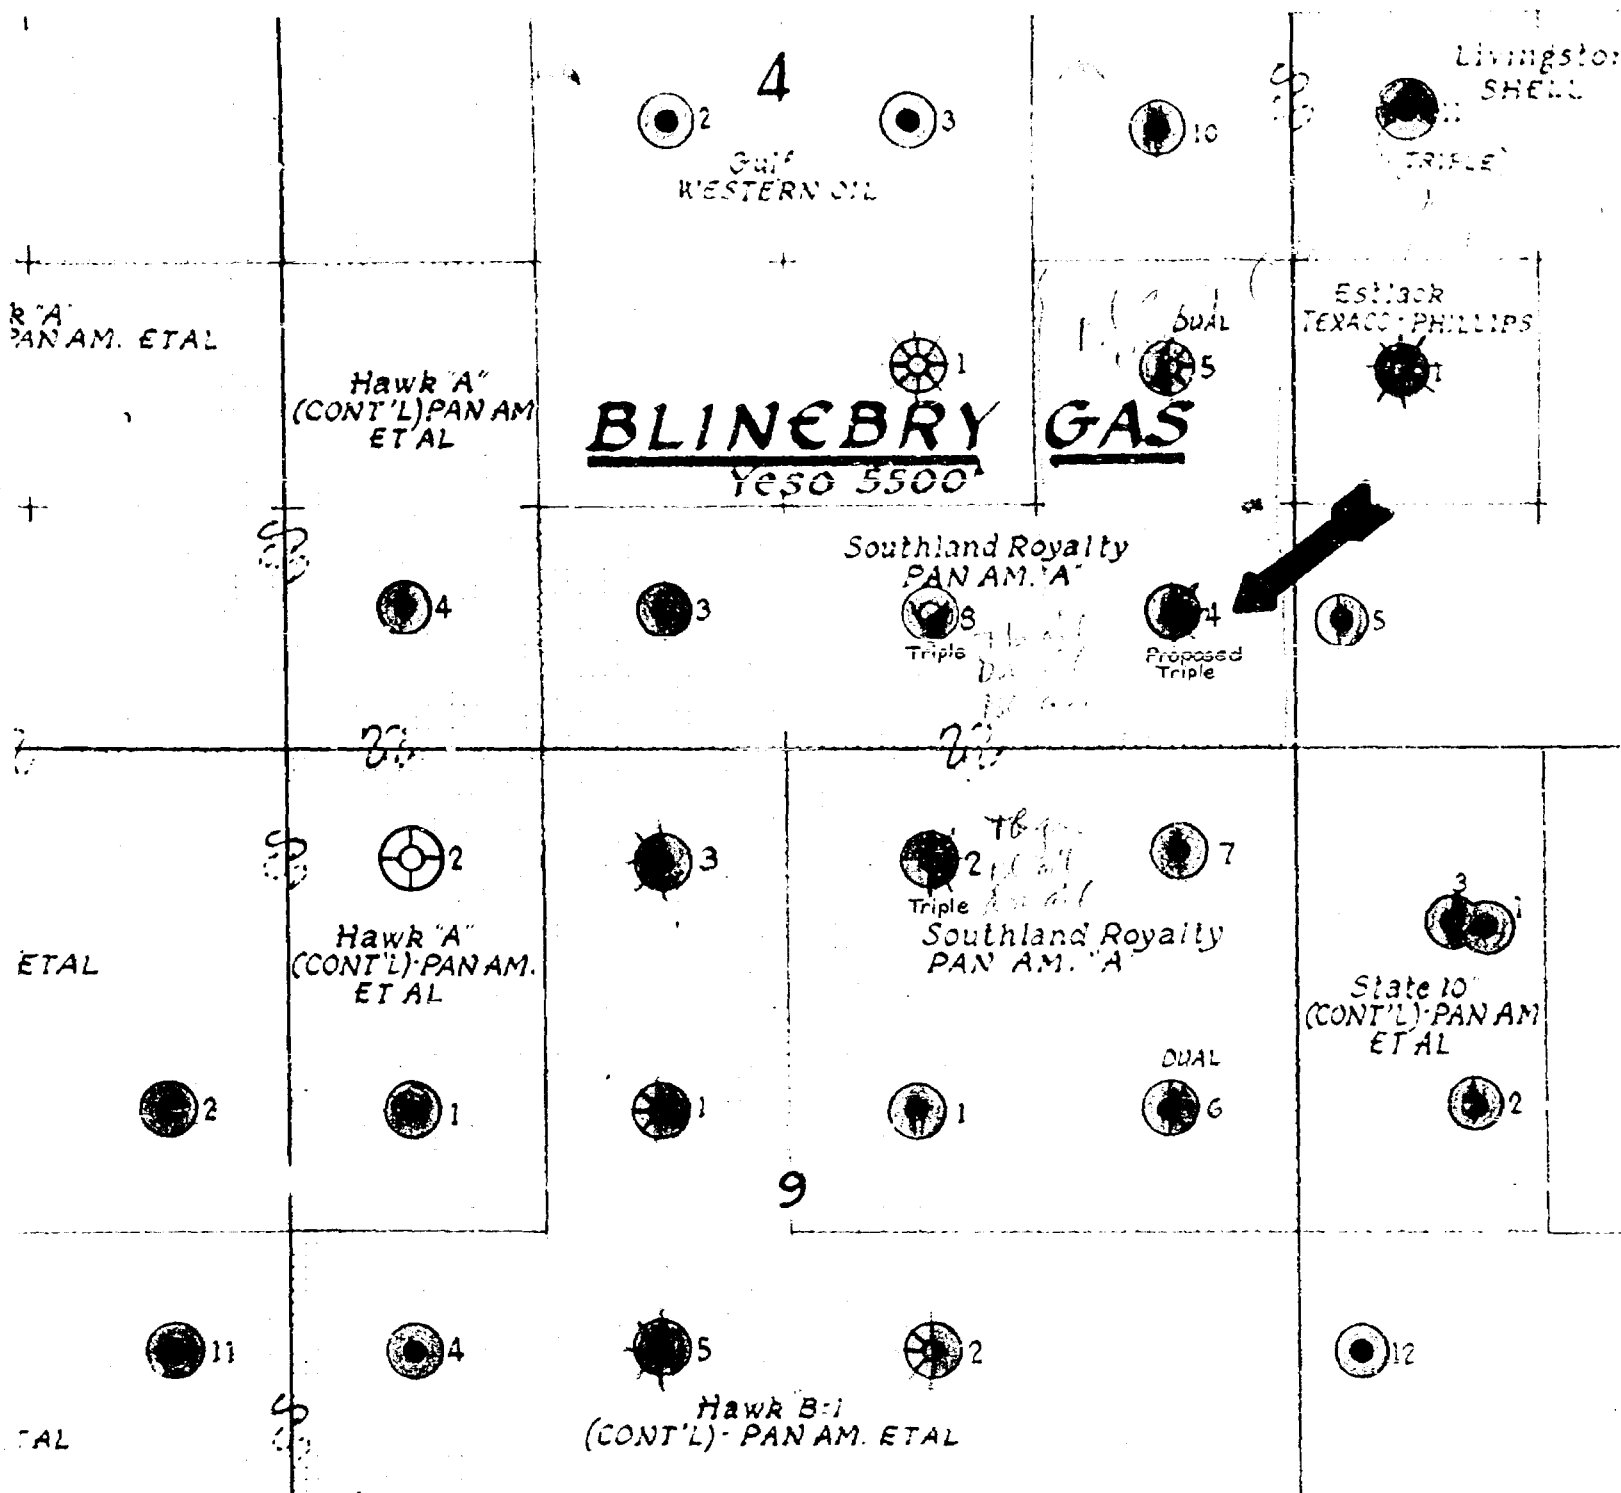 4
2
3
10
11
Livingston
SHELL
(TRIPLE)
Gulf
WESTERN OIL
"A"
PAN AM. ETAL
Hawk "A"
(CONT'L) PAN AM
ET AL
1
DUAL
5
Estlack
TEXACO-PHILLIPS
1
BLINEBRY GAS
Yeso 5500'
Southland Royalty
PAN AM. "A"
4
3
8
Triple
4
Proposed
Triple
5
2
3
2
Triple
7
3
1
ETAL
Hawk "A"
(CONT'L)-PAN AM.
ET AL
Southland Royalty
PAN AM. "A"
State 10"
(CONT'L)-PAN AM
ET AL
DUAL
2
1
1
1
6
2
9
11
4
5
2
12
Hawk B-1
(CONT'L)- PAN AM. ETAL